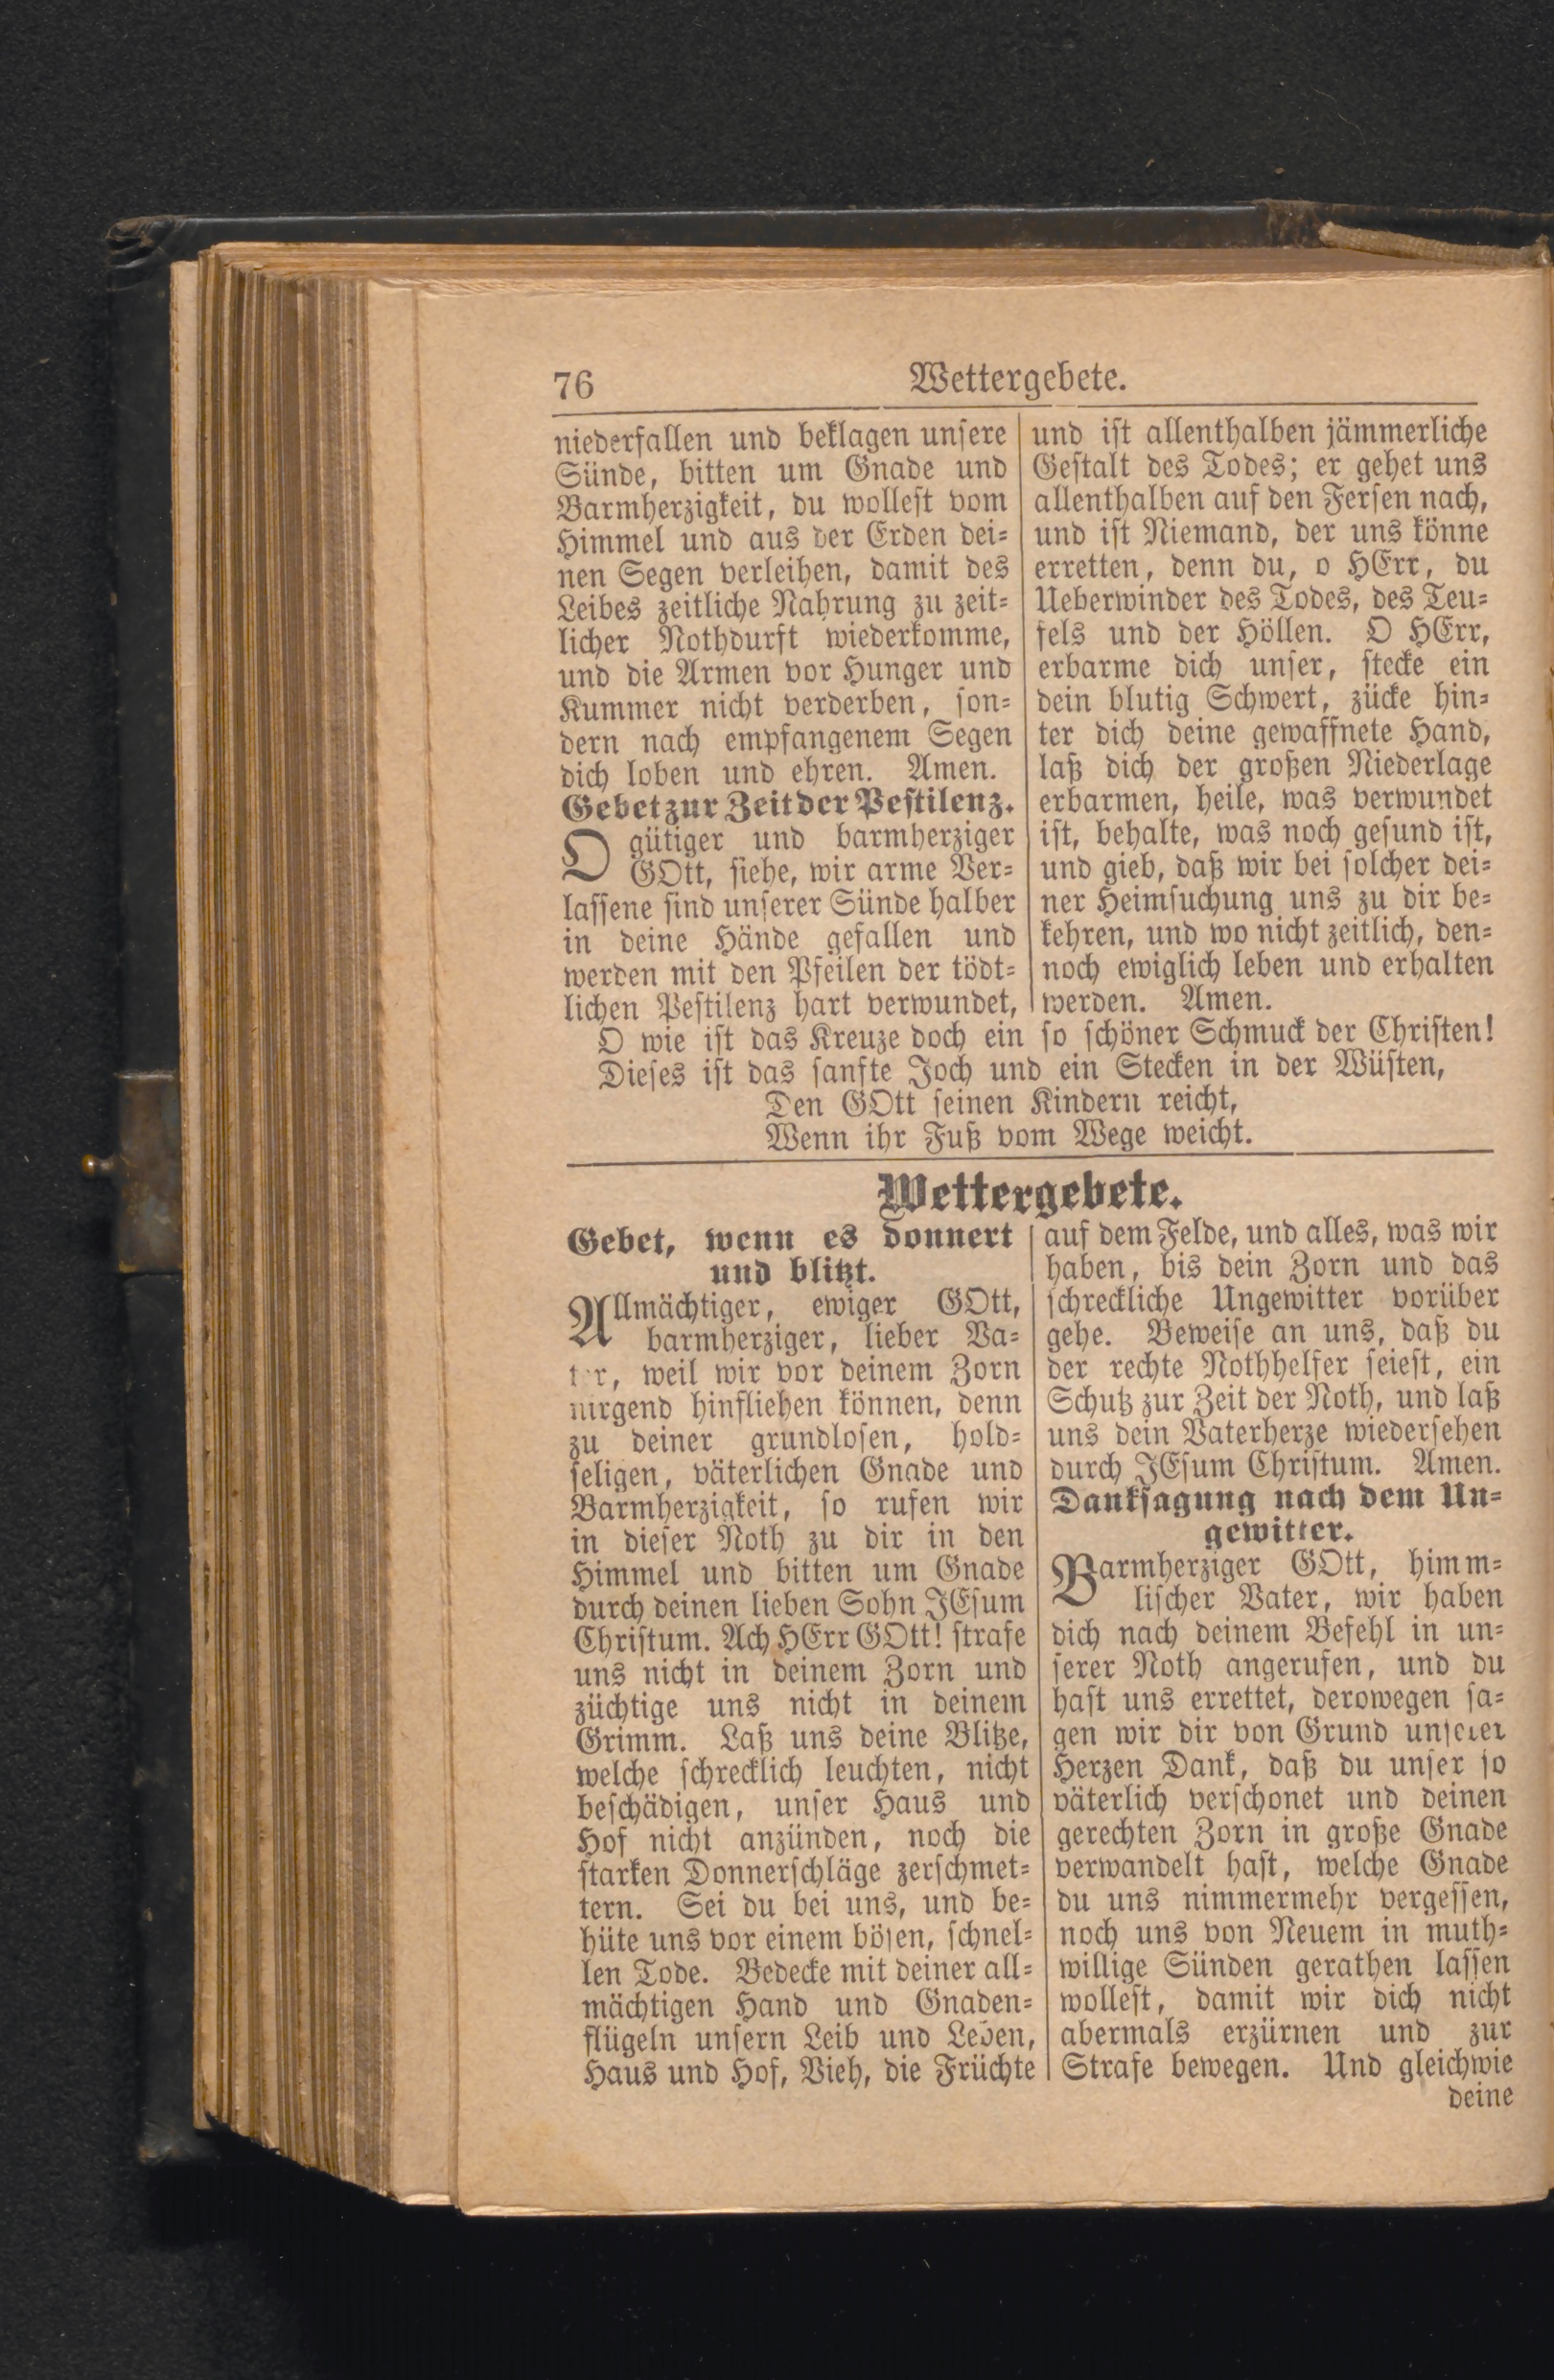 76
Wettergebete.
niederfallen und beklagen unſere
Sünde, bitten um Gnade und
Barmherzigkeit, du wolleſt vom
Himmel und aus der Erden dei-
nen Segen verleihen, damit des
Leibes zeitliche Nahrung zu zeit-
licher Nothdurft wiederkomme,
und die Armen vor Hunger und
Kummer nicht verderben, ſon-
dern nach empfangenem Segen
dich loben und ehren. Amen.
Gebet zur Zeit der Peſtilenz.
O gütiger und barmherziger
GOtt, ſiehe, wir arme Ver-
laſſene ſind unſerer Sünde halber
in deine Hände gefallen und
werden mit den Pfeilen der tödt-
lichen Peſtilenz hart verwundet,
und iſt allenthalben jämmerliche
Geſtalt des Todes; er gehet uns
allenthalben auf den Ferſen nach,
und iſt Niemand, der uns könne
erretten, denn du, o HErr, du
Ueberwinder des Todes, des Teu-
fels und der Höllen. O HErr,
erbarme dich unſer, ſtecke ein
dein blutig Schwert, zücke hin-
ter dich deine gewaffnete Hand,
laß dich der großen Niederlage
erbarmen, heile, was verwundet
iſt, behalte, was noch geſund iſt,
und gieb, daß wir bei ſolcher dei-
ner Heimſuchung uns zu dir be-
kehren, und wo nicht zeitlich, den-
noch ewiglich leben und erhalten
werden. Amen.
O wie iſt das Kreuze doch ein ſo ſchöner Schmuck der Chriſten!
Dieſes iſt das ſanfte Joch und ein Stecken in der Wüſten,
Den GOtt ſeinen Kindern reicht,
Wenn ihr Fuß vom Wege weicht.
Wettergebete.
Gebet, wenn es donnert
und blitzt.
Allmächtiger, ewiger GOtt,
barmherziger, lieber Va-
ter, weil wir vor deinem Zorn
nirgend hinfliehen können, denn
zu deiner grundloſen, hold-
ſeligen, väterlichen Gnade und
Barmherzigkeit, ſo rufen wir
in dieſer Noth zu dir in den
Himmel und bitten um Gnade
durch deinen lieben Sohn JEſum
Chriſtum. Ach HErr GOtt! ſtrafe
uns nicht in deinem Zorn und
züchtige uns nicht in deinem
Grimm. Laß uns deine Blitze,
welche ſchrecklich leuchten, nicht
beſchädigen, unſer Haus und
Hof nicht anzünden, noch die
ſtarken Donnerſchläge zerſchmet-
tern. Sei du bei uns, und be-
hüte uns vor einem böſen, ſchnel-
len Tode. Bedecke mit deiner all-
mächtigen Hand und Gnaden-
flügeln unſern Leib und Leben,
Haus und Hof, Vieh, die Früchte
auf dem Felde, und alles, was wir
haben, bis dein Zorn und das
ſchreckliche Ungewitter vorüber
gehe. Beweiſe an uns, daß du
der rechte Nothhelfer ſeieſt, ein
Schutz zur Zeit der Noth, und laß
uns dein Vaterherze wiederſehen
durch JEſum Chriſtum. Amen.
Dankſagung nach dem Un-
gewitter.
Barmherziger GOtt, himm-
liſcher Vater, wir haben
dich nach deinem Befehl in un-
ſerer Noth angerufen, und du
haſt uns errettet, derowegen ſa-
gen wir dir von Grund unſerer
Herzen Dank, daß du unſer ſo
väterlich verſchonet und deinen
gerechten Zorn in große Gnade
verwandelt haſt, welche Gnade
du uns nimmermehr vergeſſen,
noch uns von Neuem in muth-
willige Sünden gerathen laſſen
wolleſt, damit wir dich nicht
abermals erzürnen und zur
Strafe bewegen. Und gleichwie
deine